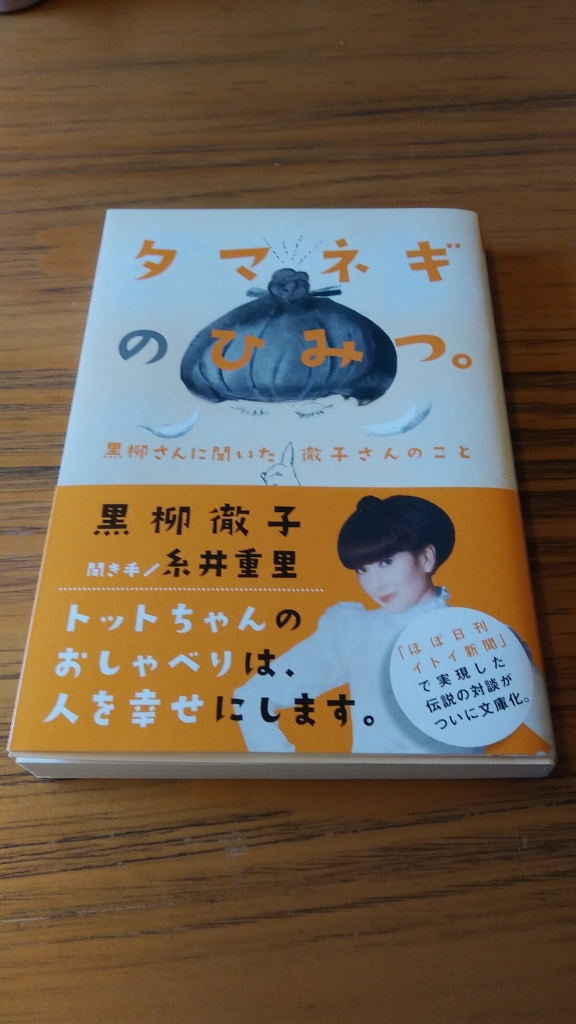 タマネギ
のひみつ。
黒柳さんに聞いた 徹子さんのこと
黒柳徹子
聞き手/糸井重里
トットちゃんの
おしゃべりは、
人を幸せにします。
「ほぼ日刊
イトイ新聞」
で実現した
伝説の対談が
ついに文庫化。